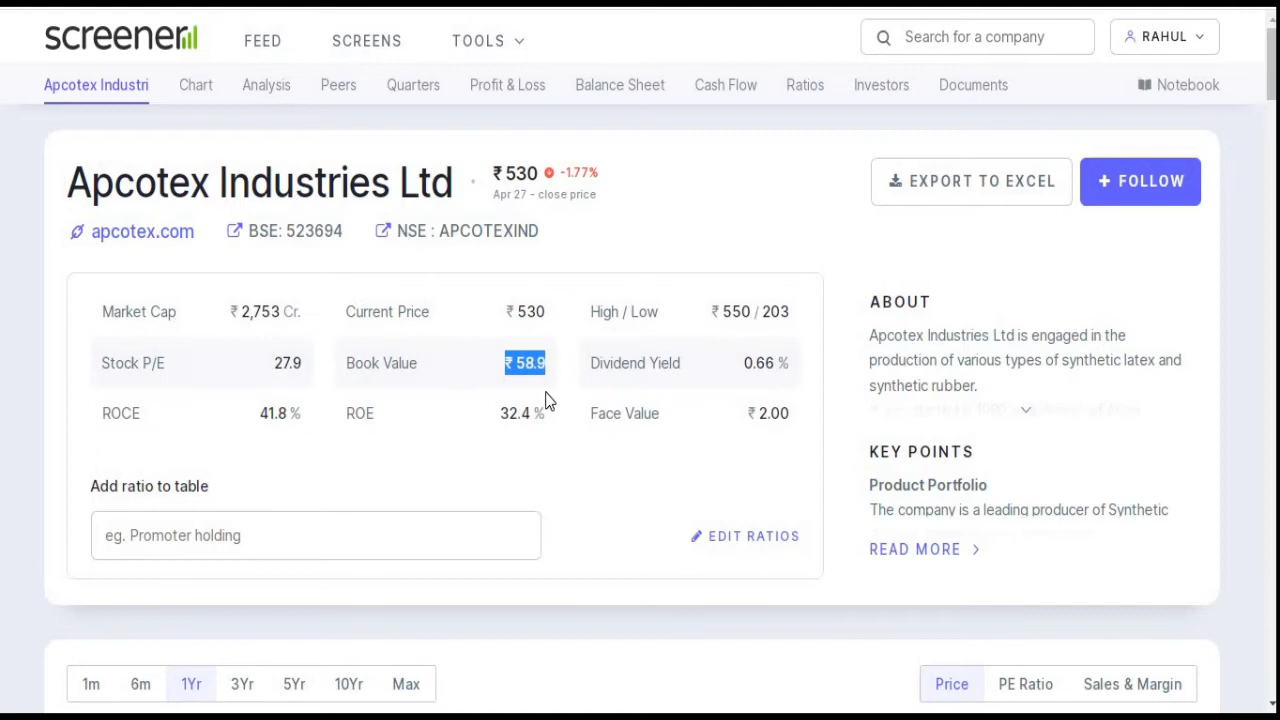 screener
FEED SCREENS TOOLS
Search for a company
RAHUL
Apcotex Industri Chart Analysis Peers Quarters Profit & Loss Balance Sheet Cash Flow Ratios Investors Documents Notebook
Apcotex Industries Ltd
₹ 530 -1.77%
Apr 27 - close price
EXPORT TO EXCEL
+ FOLLOW
apcotex.com BSE: 523694 NSE : APCOTEXIND
Market Cap ₹ 2,753 Cr. Current Price ₹ 530 High / Low ₹ 550 / 203
Stock P/E 27.9 Book Value ₹ 58.9 Dividend Yield 0.66 %
ROCE 41.8 % ROE 32.4 % Face Value ₹ 2.00
Add ratio to table
eg. Promoter holding
EDIT RATIOS
ABOUT
Apcotex Industries Ltd is engaged in the
production of various types of synthetic latex and
synthetic rubber.
KEY POINTS
Product Portfolio
The company is a leading producer of Synthetic
READ MORE
1m 6m 1Yr 3Yr 5Yr 10Yr Max
Price PE Ratio Sales & Margin